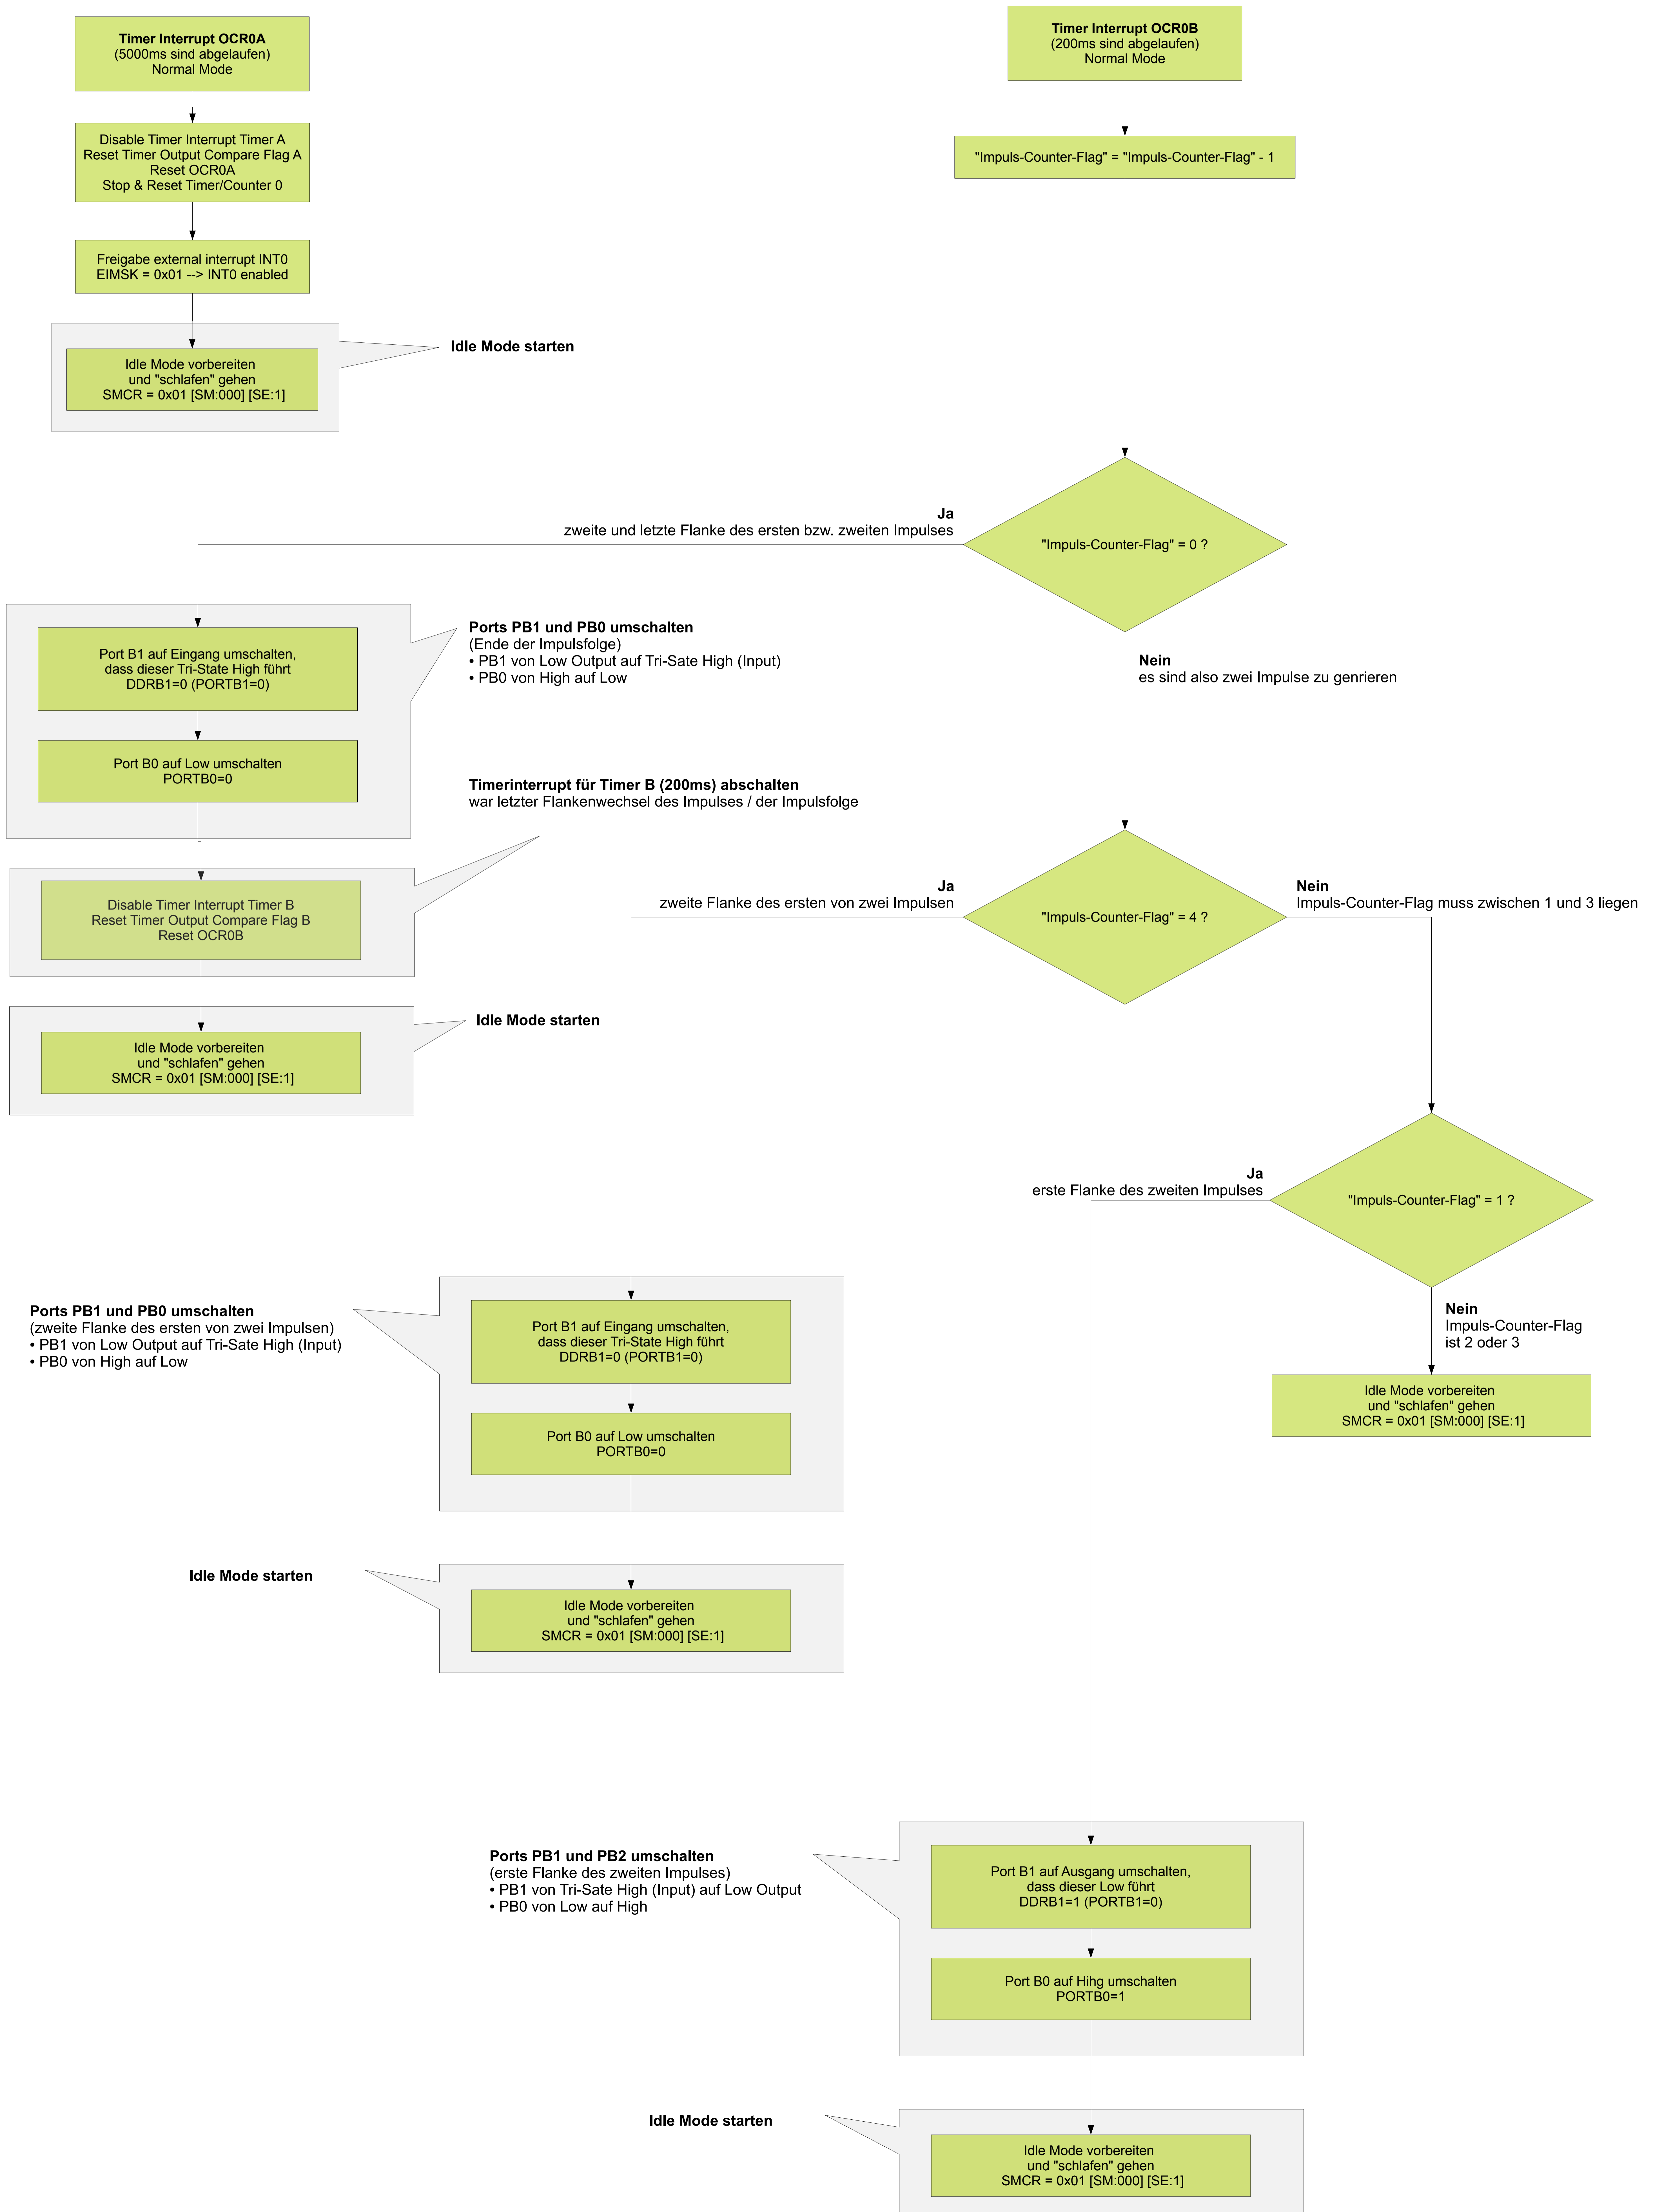 Timer Interrupt OCR0A
(5000ms sind abgelaufen)
Normal Mode
Disable Timer Interrupt Timer A
Reset Timer Output Compare Flag A
Reset OCR0A
Stop & Reset Timer/Counter 0
Freigabe external interrupt INT0
EIMSK = 0x01 --> INT0 enabled
Idle Mode vorbereiten
und "schlafen" gehen
SMCR = 0x01 [SM:000] [SE:1]
Idle Mode starten
Timer Interrupt OCR0B
(200ms sind abgelaufen)
Normal Mode
"Impuls-Counter-Flag" = "Impuls-Counter-Flag" - 1
"Impuls-Counter-Flag" = 0 ?
Ja
zweite und letzte Flanke des ersten bzw. zweiten Impulses
Port B1 auf Eingang umschalten,
dass dieser Tri-State High führt
DDRB1=0 (PORTB1=0)
Port B0 auf Low umschalten
PORTB0=0
Ports PB1 und PB0 umschalten
(Ende der Impulsfolge)
• PB1 von Low Output auf Tri-Sate High (Input)
• PB0 von High auf Low
Timerinterrupt für Timer B (200ms) abschalten
war letzter Flankenwechsel des Impulses / der Impulsfolge
Disable Timer Interrupt Timer B
Reset Timer Output Compare Flag B
Reset OCR0B
Idle Mode starten
Idle Mode vorbereiten
und "schlafen" gehen
SMCR = 0x01 [SM:000] [SE:1]
Nein
es sind also zwei Impulse zu genrieren
"Impuls-Counter-Flag" = 4 ?
Ja
zweite Flanke des ersten von zwei Impulsen
Nein
Impuls-Counter-Flag muss zwischen 1 und 3 liegen
"Impuls-Counter-Flag" = 1 ?
Ja
erste Flanke des zweiten Impulses
Nein
Impuls-Counter-Flag
ist 2 oder 3
Idle Mode vorbereiten
und "schlafen" gehen
SMCR = 0x01 [SM:000] [SE:1]
Ports PB1 und PB0 umschalten
(zweite Flanke des ersten von zwei Impulsen)
• PB1 von Low Output auf Tri-Sate High (Input)
• PB0 von High auf Low
Port B1 auf Eingang umschalten,
dass dieser Tri-State High führt
DDRB1=0 (PORTB1=0)
Port B0 auf Low umschalten
PORTB0=0
Idle Mode starten
Idle Mode vorbereiten
und "schlafen" gehen
SMCR = 0x01 [SM:000] [SE:1]
Ports PB1 und PB2 umschalten
(erste Flanke des zweiten Impulses)
• PB1 von Tri-Sate High (Input) auf Low Output
• PB0 von Low auf High
Port B1 auf Ausgang umschalten,
dass dieser Low führt
DDRB1=1 (PORTB1=0)
Port B0 auf Hihg umschalten
PORTB0=1
Idle Mode starten
Idle Mode vorbereiten
und "schlafen" gehen
SMCR = 0x01 [SM:000] [SE:1]